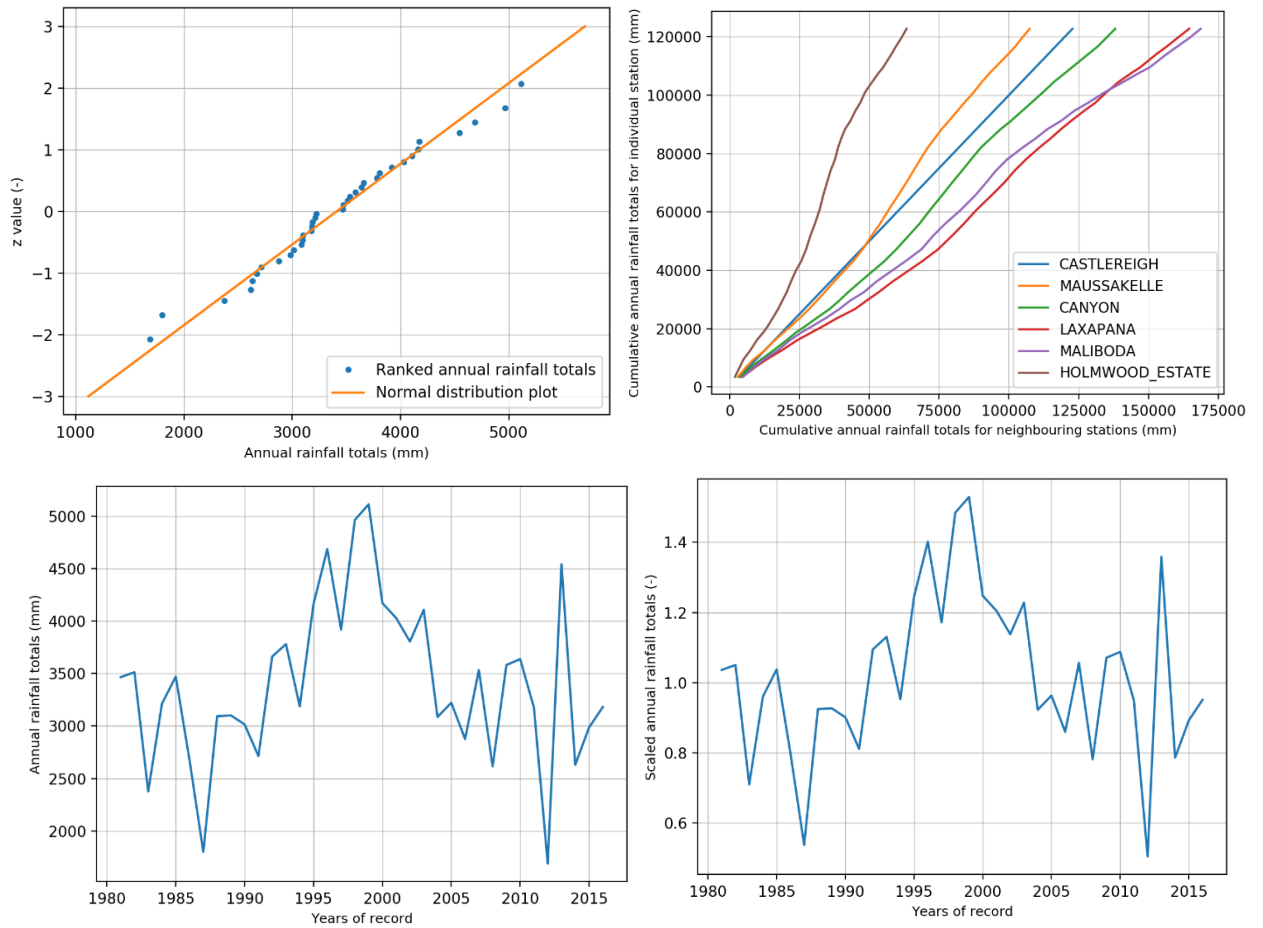 3
2
1
0
−1
−2
−3
z value (-)
1000 2000 3000 4000 5000
Annual rainfall totals (mm)
Ranked annual rainfall totals
Normal distribution plot
120000
100000
80000
60000
40000
20000
0
Cumulative annual rainfall totals for individual station (mm)
0 25000 50000 75000 100000 125000 150000 175000
Cumulative annual rainfall totals for neighbouring stations (mm)
CASTLEREIGH
MAUSSAKELLE
CANYON
LAXAPANA
MALIBODA
HOLMWOOD_ESTATE
5000
4500
4000
3500
3000
2500
2000
Annual rainfall totals (mm)
1980 1985 1990 1995 2000 2005 2010 2015
Years of record
1.4
1.2
1.0
0.8
0.6
Scaled annual rainfall totals (-)
1980 1985 1990 1995 2000 2005 2010 2015
Years of record